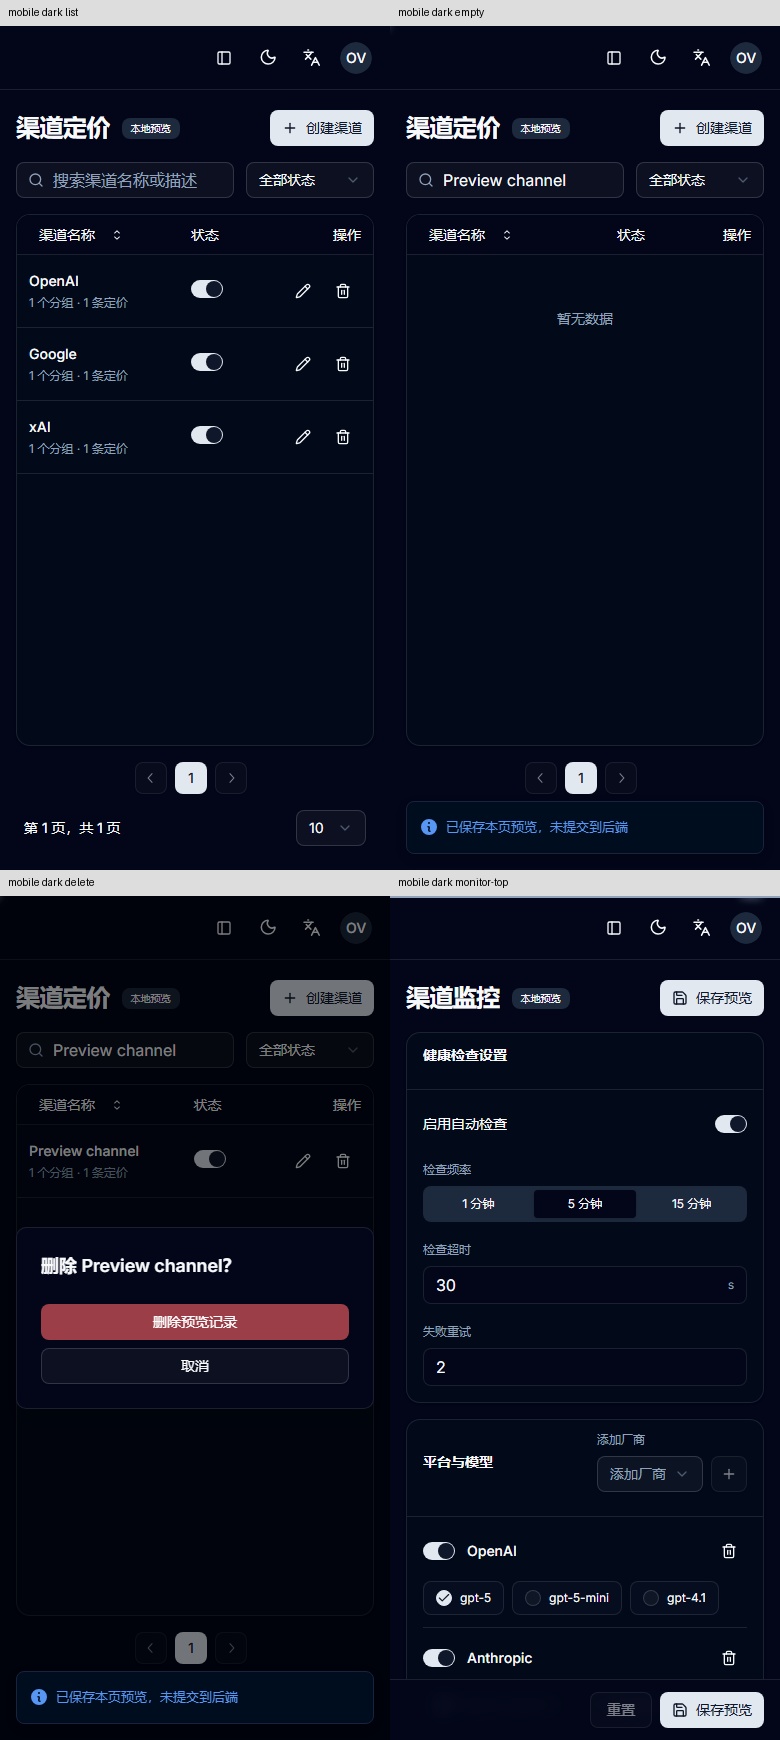 mobile dark list
OV
渠道定价 本地预览 + 创建渠道
搜索渠道名称或描述 全部状态
渠道名称 状态 操作
OpenAI
1 个分组 · 1 条定价
Google
1 个分组 · 1 条定价
xAI
1 个分组 · 1 条定价
1
第 1 页，共 1 页 10
mobile dark empty
OV
渠道定价 本地预览 + 创建渠道
Preview channel 全部状态
渠道名称 状态 操作
暂无数据
1
已保存本页预览，未提交到后端
mobile dark delete
OV
渠道定价 本地预览 + 创建渠道
Preview channel 全部状态
渠道名称 状态 操作
Preview channel
1 个分组 · 1 条定价
删除 Preview channel?
删除预览记录
取消
1
已保存本页预览，未提交到后端
mobile dark monitor-top
OV
渠道监控 本地预览 保存预览
健康检查设置
启用自动检查
检查频率
1 分钟 5 分钟 15 分钟
检查超时
30 s
失败重试
2
添加厂商
平台与模型 添加厂商 +
OpenAI
gpt-5 gpt-5-mini gpt-4.1
Anthropic
重置 保存预览